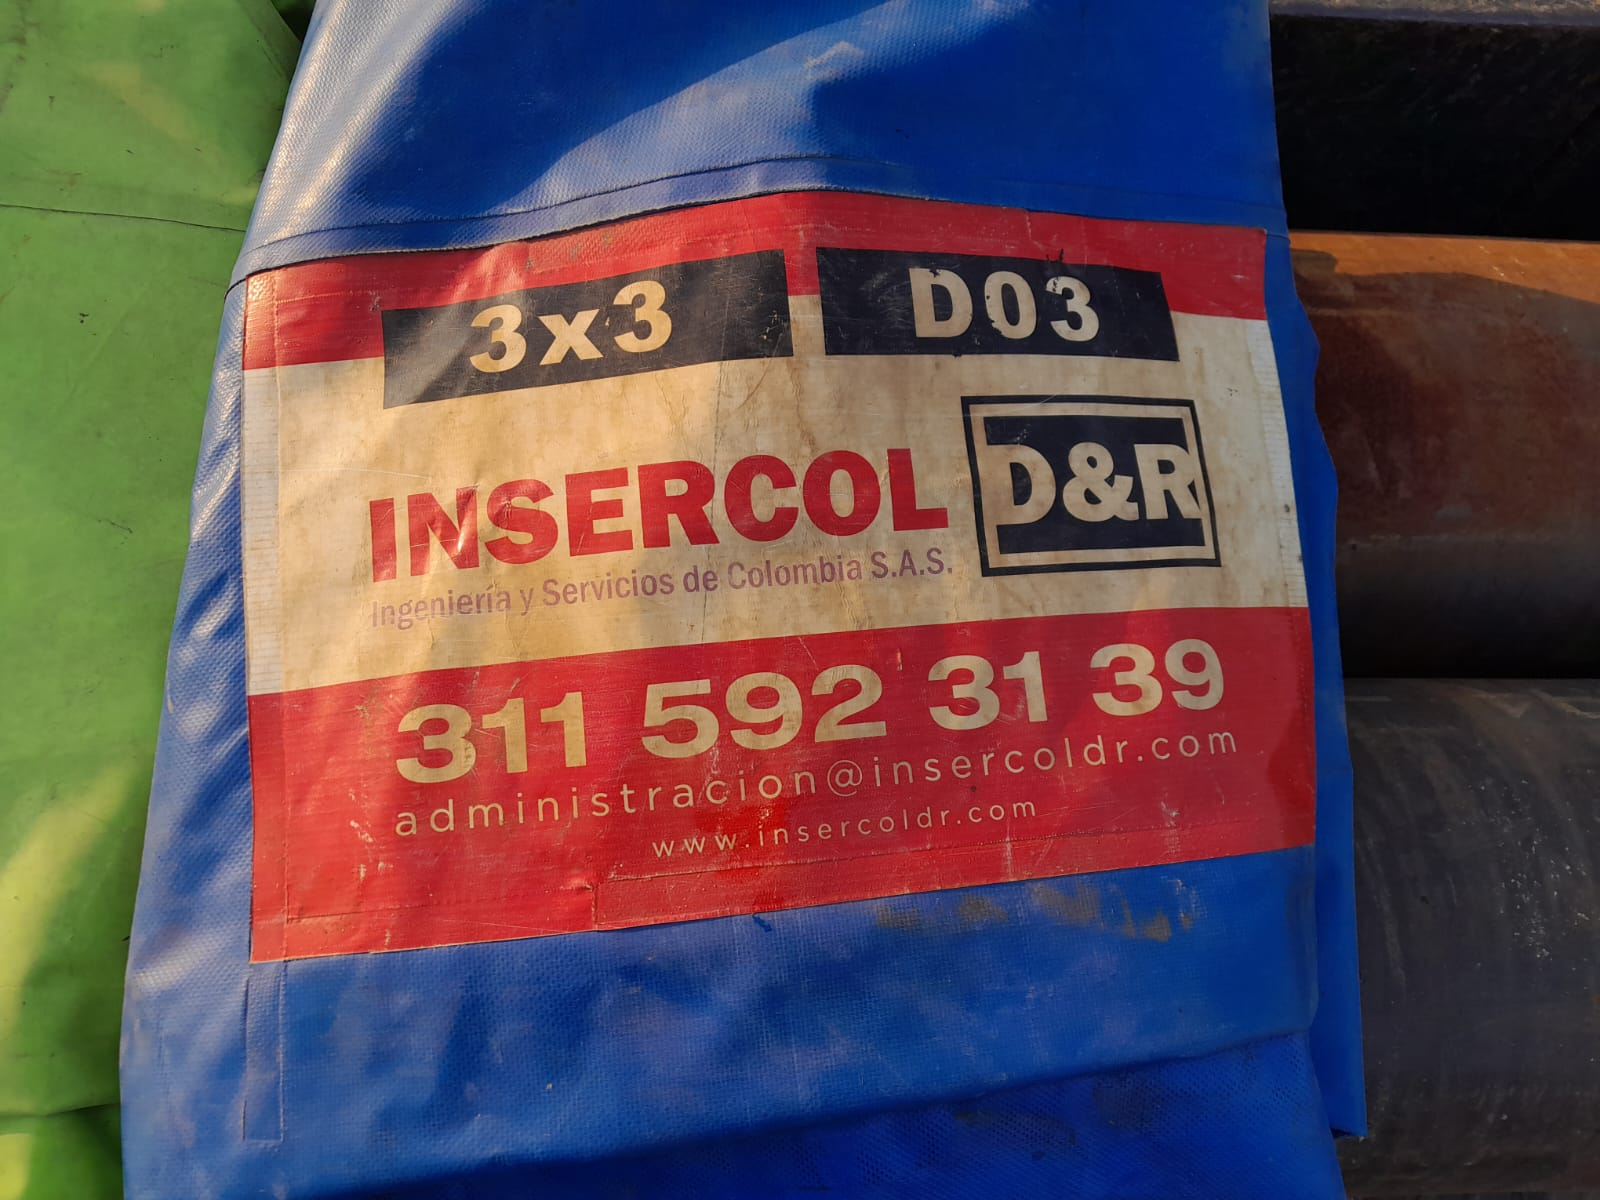 3x3 D03
INSERCOL D&R
Ingeniería y Servicios de Colombia S.A.S.
311 592 31 39
administracion@insercoldr.com
www.insercoldr.com